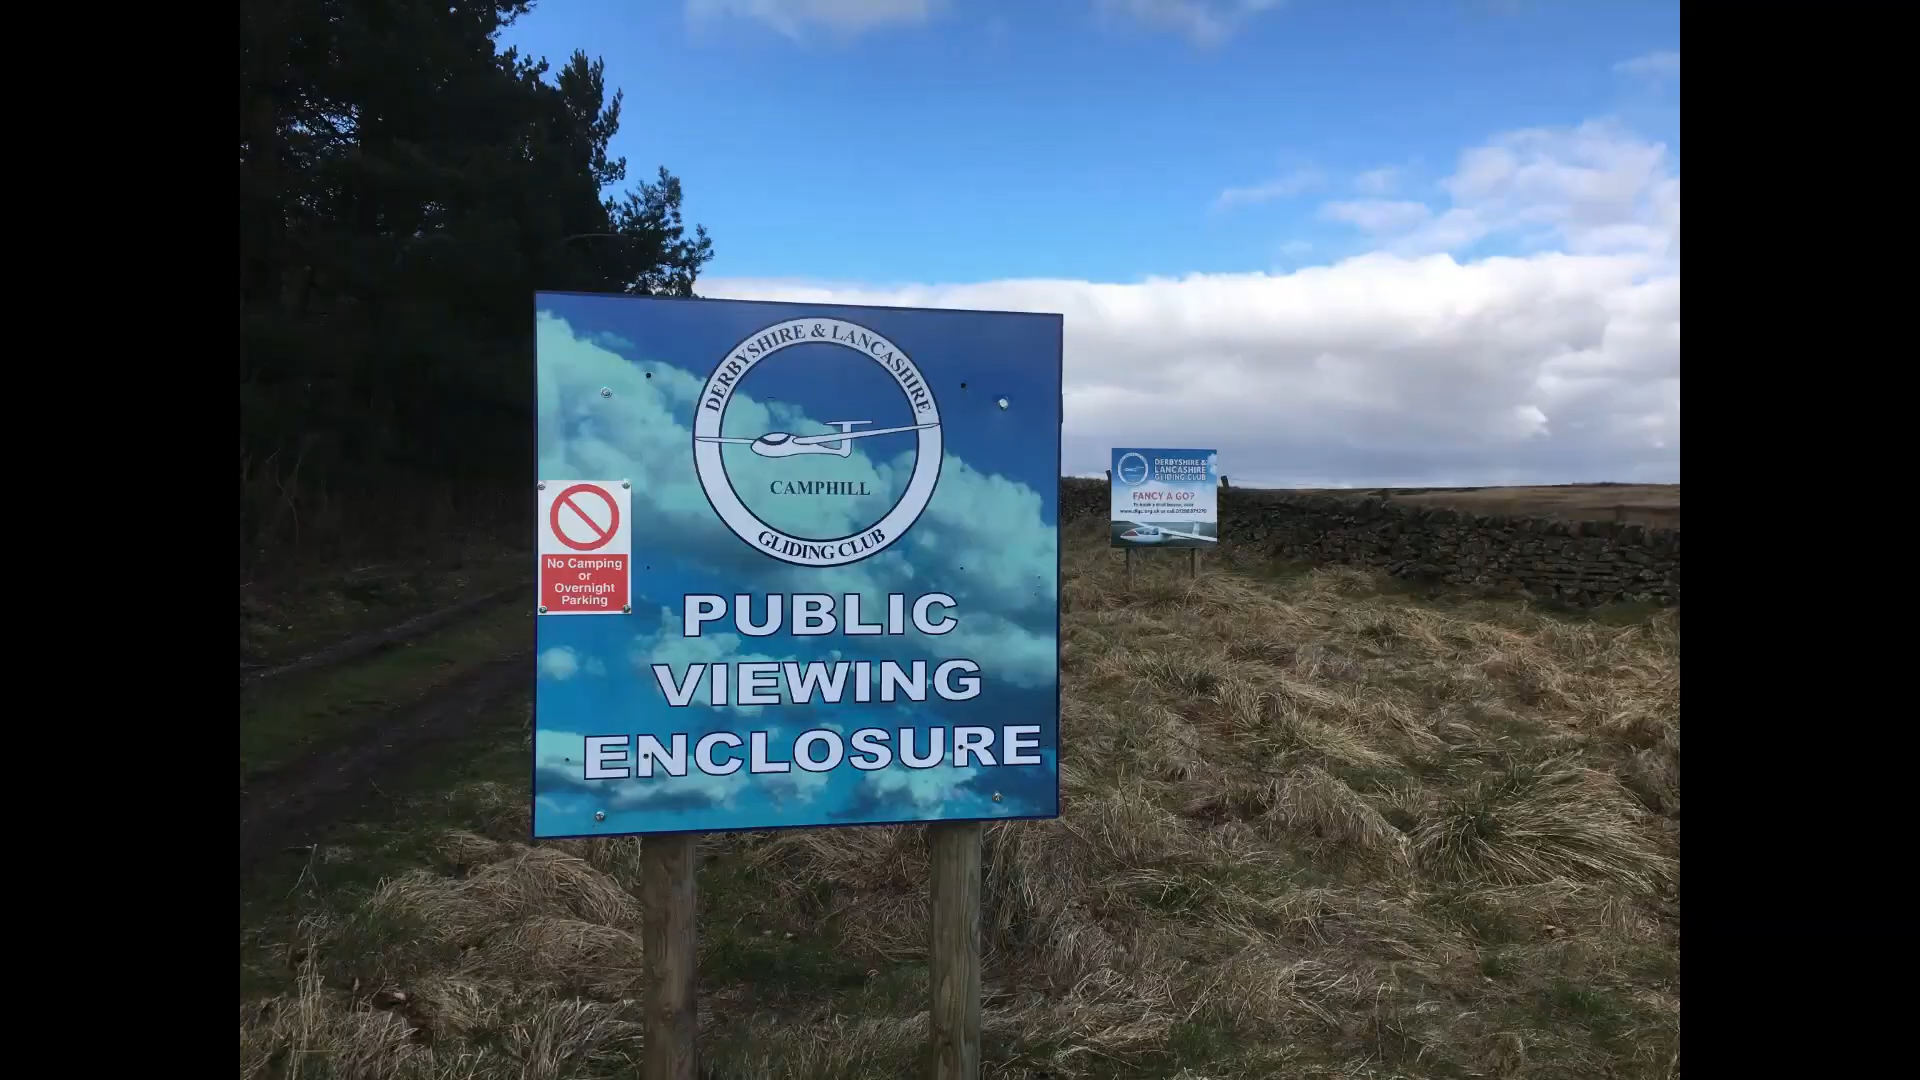 DERBYSHIRE & LANCASHIRE
CAMPHILL
GLIDING CLUB
No Camping
or
Overnight
Parking
PUBLIC
VIEWING
ENCLOSURE
DERBYSHIRE &
LANCASHIRE
GLIDING CLUB
FANCY A GO?